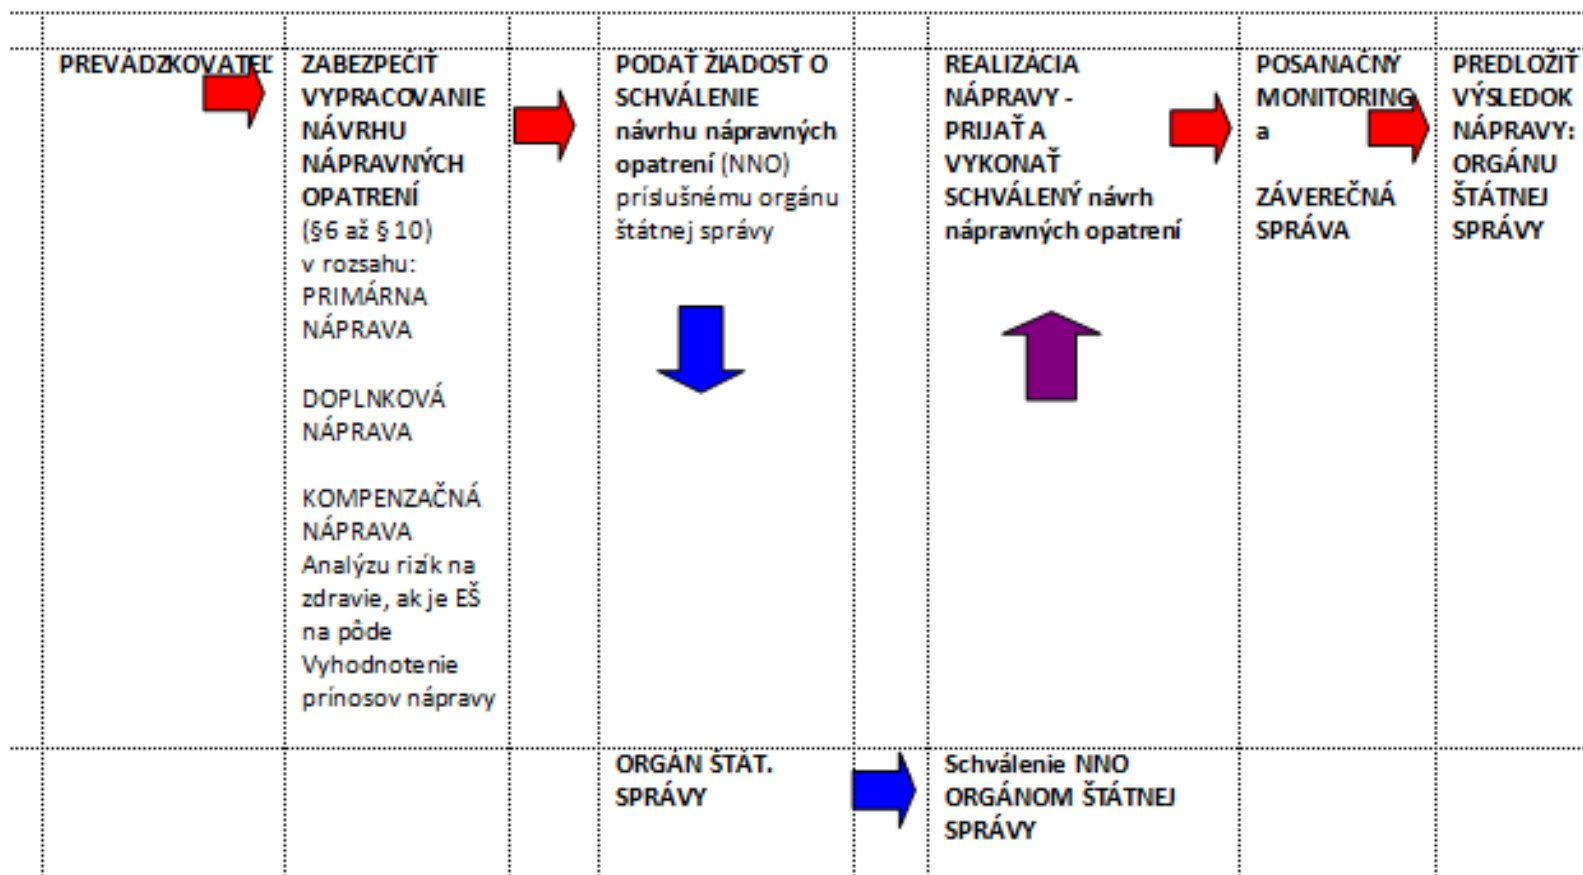 PREVÁDZKOVATEĽ
ZABEZPEČIŤ
VYPRACOVANIE
NÁVRHU
NÁPRAVNÝCH
OPATRENÍ
(§6 až § 10)
v rozsahu:
PRIMÁRNA
NÁPRAVA
DOPLNKOVÁ
NÁPRAVA
KOMPENZAČNÁ
NÁPRAVA
Analýzu rizík na
zdravie, ak je EŠ
na pôde
Vyhodnotenie
prínosov nápravy
PODAŤ ŽIADOSŤ O
SCHVÁLENIE
návrhu nápravných
opatrení (NNO)
príslušnému orgánu
štátnej správy
REALIZÁCIA
NÁPRAVY -
PRIJAŤ A
VYKONAŤ
SCHVÁLENÝ návrh
nápravných opatrení
POSANAČNÝ
MONITORING
a
ZÁVEREČNÁ
SPRÁVA
PREDLOŽIŤ
VÝSLEDOK
NÁPRAVY:
ORGÁNU
ŠTÁTNEJ
SPRÁVY
ORGÁN ŠTÁT.
SPRÁVY
Schválenie NNO
ORGÁNOM ŠTÁTNEJ
SPRÁVY